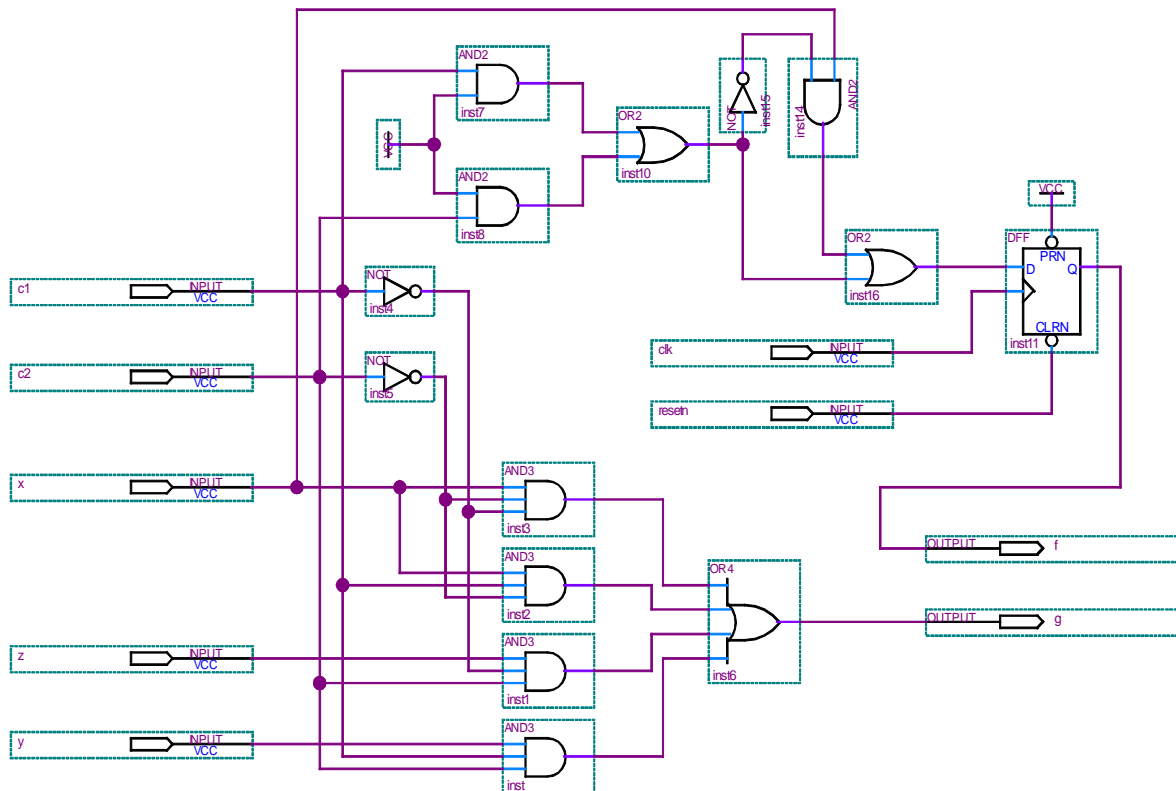 AND2
inst7
VCC
AND2
inst8
OR2
inst10
NOT
inst15
AND2
inst14
OR2
inst16
VCC
DFF
PRN
D
Q
CLRN
inst11
c1
INPUT
VCC
NOT
inst4
c2
INPUT
VCC
NOT
inst5
clk
INPUT
VCC
resetn
INPUT
VCC
x
INPUT
VCC
AND3
inst3
AND3
inst2
OR4
inst6
OUTPUT
f
OUTPUT
g
z
INPUT
VCC
AND3
inst1
y
INPUT
VCC
AND3
inst